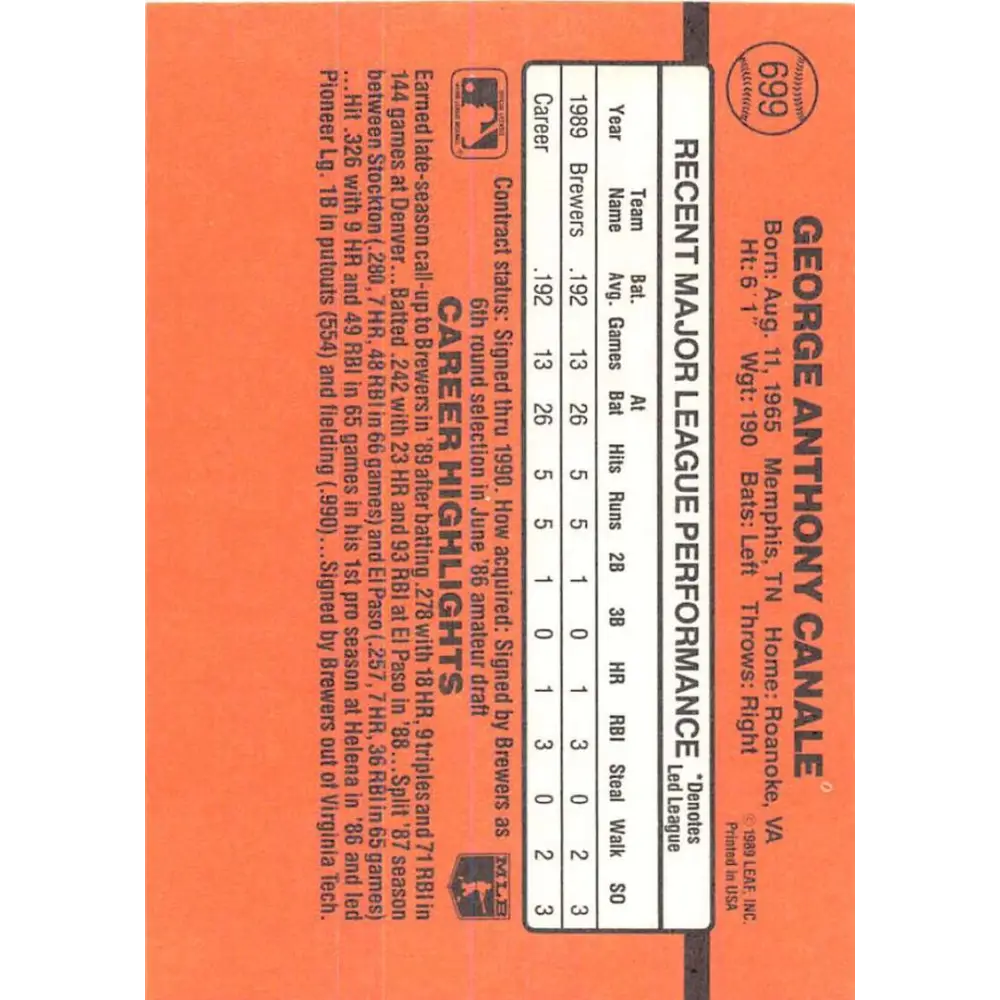 699
GEORGE ANTHONY CANALE
Born: Aug. 11, 1965 Memphis, TN Home: Roanoke, VA
Ht: 6'1" Wgt: 190 Bats: Left Throws: Right
© 1989 LEAF, INC.
Printed in USA
RECENT MAJOR LEAGUE PERFORMANCE *Denotes Led League
Year Team Name Bat. Avg. Games At Bat Hits Runs 2B 3B HR RBI Steal Walk SO
1989 Brewers .192 13 26 5 5 1 0 1 3 0 2 3
Career .192 13 26 5 5 1 0 1 3 0 2 3
Contract status: Signed thru 1990. How acquired: Signed by Brewers as
6th round selection in June '86 amateur draft
MLB
CAREER HIGHLIGHTS
Earned late-season call-up to Brewers in '89 after batting .278 with 18 HR, 9 triples and 71 RBI in
144 games at Denver...Batted .242 with 23 HR and 93 RBI at El Paso in '88...Split '87 season
between Stockton (.280, 7 HR, 48 RBI in 66 games) and El Paso (.257, 7 HR, 36 RBI in 65 games)
...Hit .326 with 9 HR and 49 RBI in 65 games in his 1st pro season at Helena in '86 and led
Pioneer Lg. 1B in putouts (554) and fielding (.990)...Signed by Brewers out of Virginia Tech.